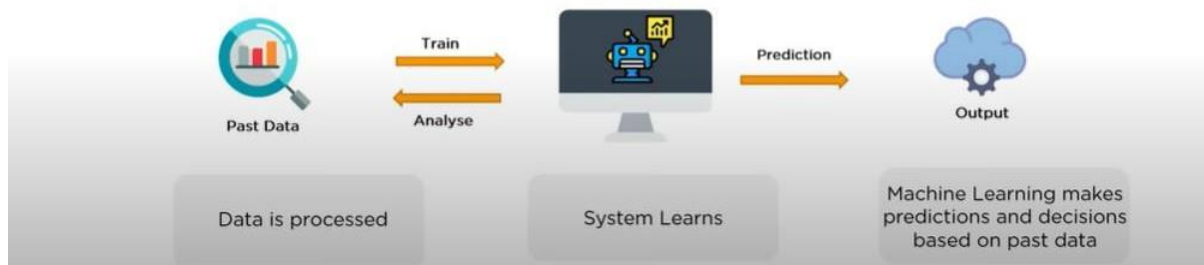 Train
Prediction
Past Data
Analyse
Output
Data is processed
System Learns
Machine Learning makes
predictions and decisions
based on past data